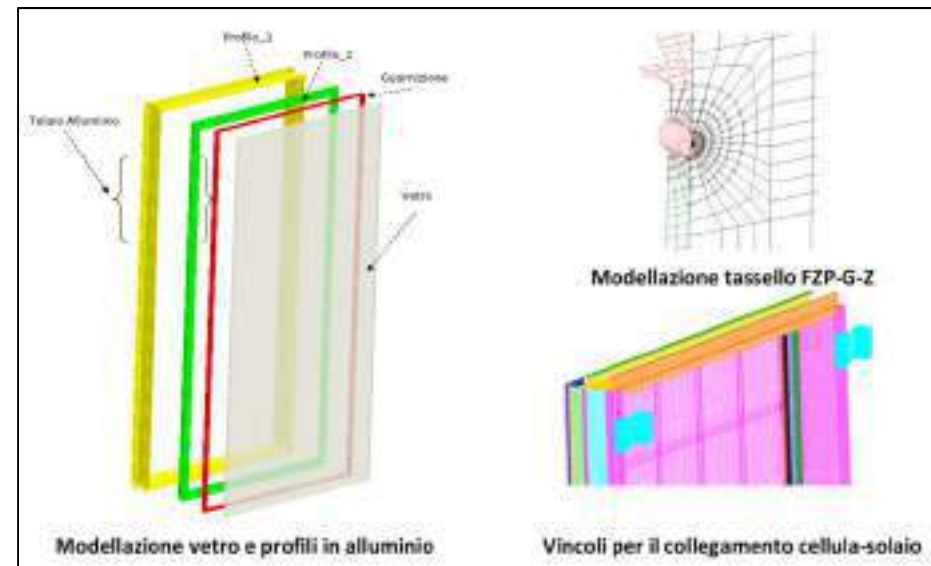 Profilo_1
Profilo_2
Guarnizione
Telaio Alluminio
Vetro
Modellazione tassello FZP-G-Z
Modellazione vetro e profili in alluminio
Vincoli per il collegamento cellula-solaio